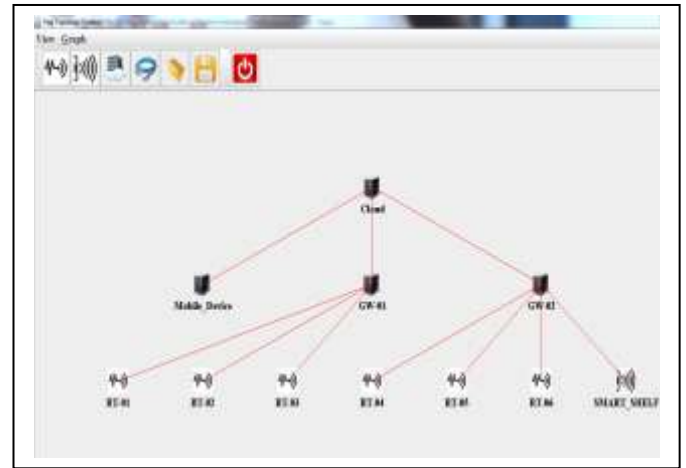 View Graph
Cloud
Mobile_Device GW-01 GW-02
RT-01 RT-02 RT-03 RT-04 RT-05 RT-06 SMART_SHELF